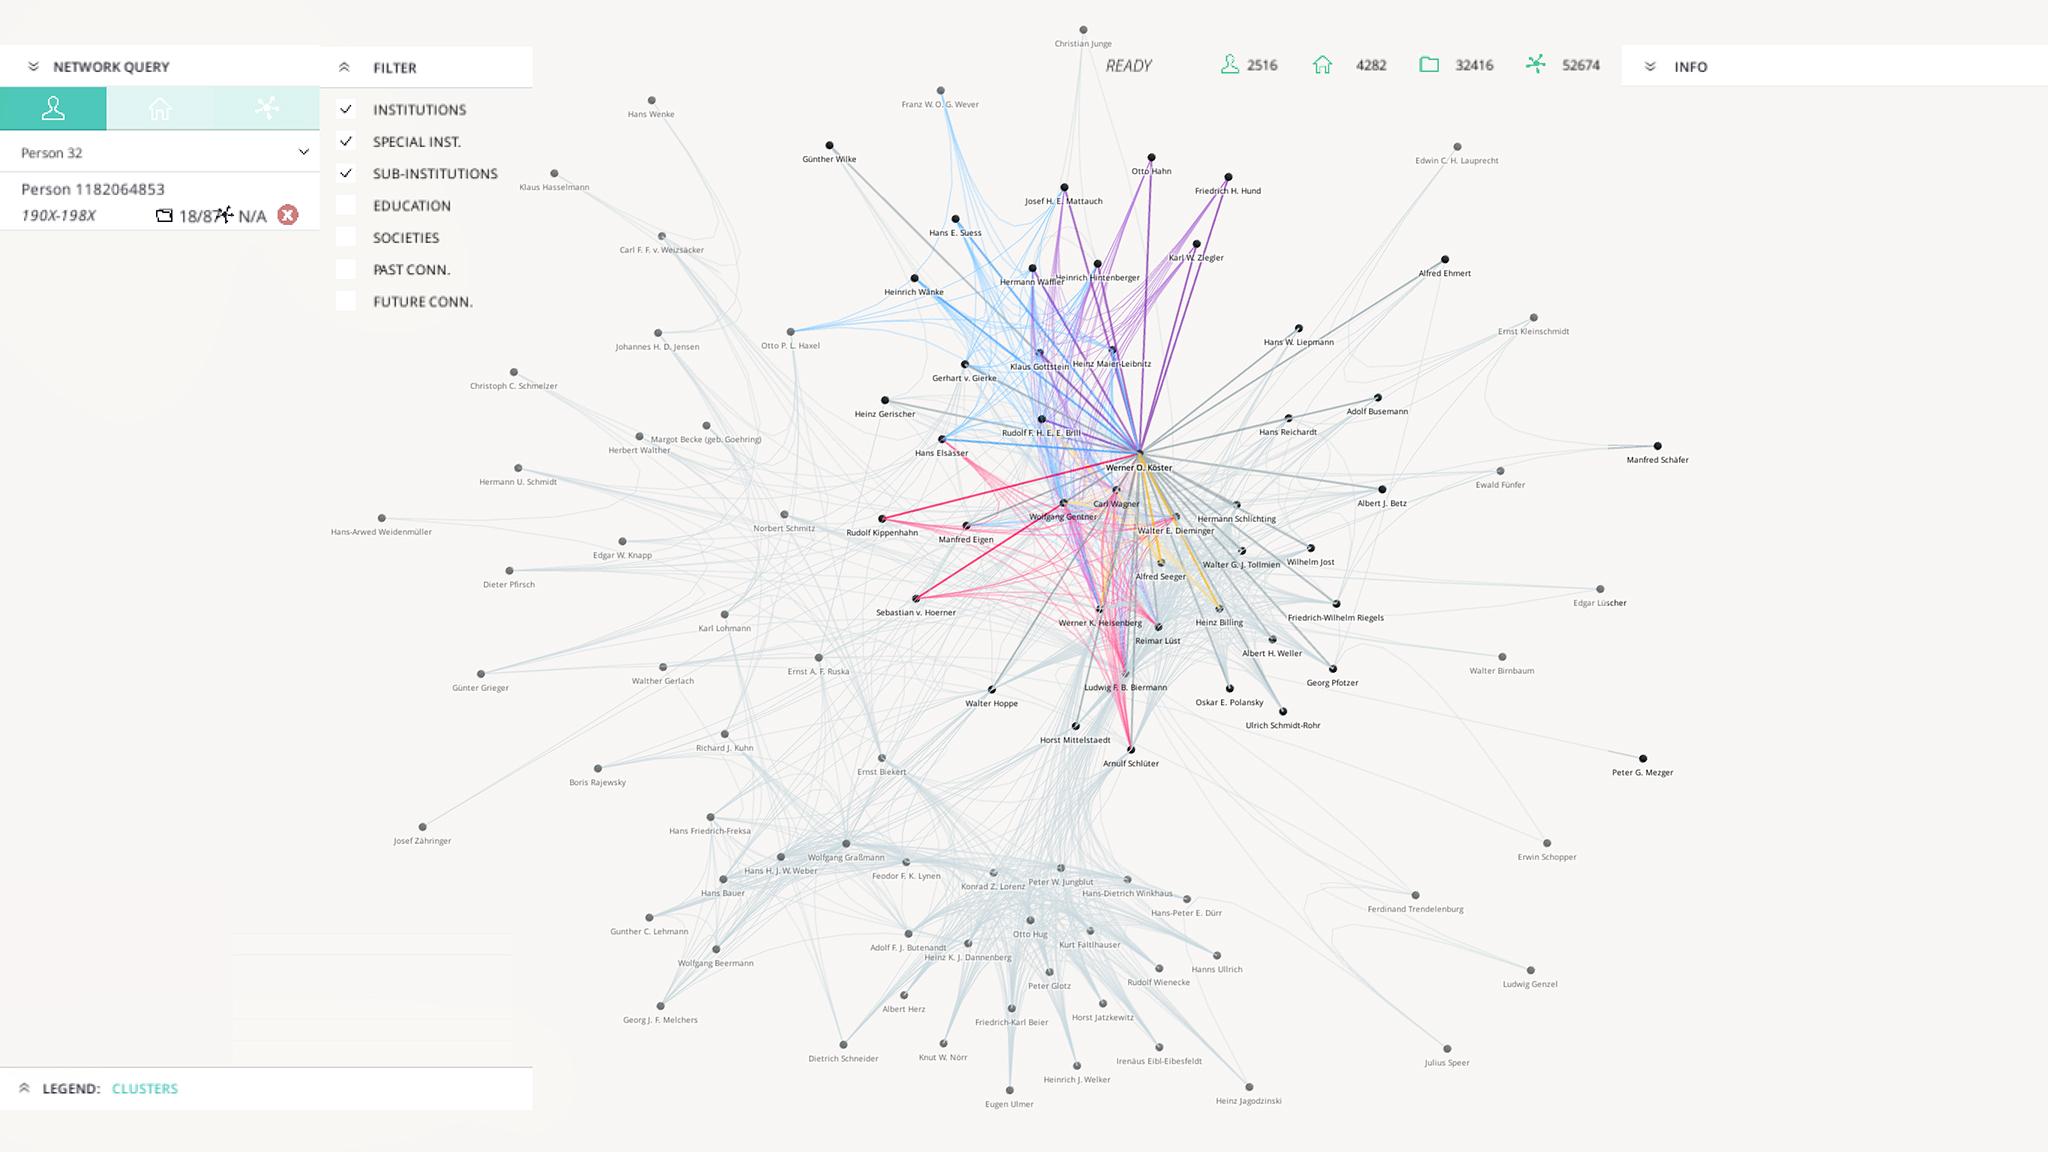 NETWORK QUERY
Person 32
Person 1182064853
190X-198X
18/87
N/A
FILTER
INSTITUTIONS
SPECIAL INST.
SUB-INSTITUTIONS
EDUCATION
SOCIETIES
PAST CONN.
FUTURE CONN.
READY
2516
4282
32416
52674
INFO
Christian Junge
Franz W. O. G. Wever
Hans Wenke
Günther Wilke
Otto Hahn
Edwin C. H. Lauprecht
Klaus Hasselmann
Friedrich H. Hund
Josef H. E. Mattauch
Hans E. Suess
Carl F. F. v. Weizsäcker
Karl W. Ziegler
Alfred Ehmert
Hermann Wäffler
Heinrich Hintenberger
Heinrich Wänke
Ernst Kleinschmidt
Hans W. Liepmann
Johannes H. D. Jensen
Otto P. L. Haxel
Klaus Gottstein
Heinz Maier-Leibnitz
Gerhart v. Gierke
Christoph C. Schmelzer
Heinz Gerischer
Adolf Busemann
Rudolf F. H. E. E. Brill
Hans Reichardt
Margot Becke (geb. Goehring)
Herbert Walther
Hans Elsässer
Manfred Schäfer
Werner O. Köster
Hermann U. Schmidt
Ewald Fünfer
Carl Wagner
Albert J. Betz
Wolfgang Gentner
Hermann Schlichting
Hans-Arwed Weidenmüller
Norbert Schmitz
Rudolf Kippenhahn
Manfred Eigen
Walter E. Dieminger
Edgar W. Knapp
Walter G. J. Tollmien
Wilhelm Jost
Alfred Seeger
Dieter Pfirsch
Edgar Lüscher
Sebastian v. Hoerner
Friedrich-Wilhelm Riegels
Werner K. Heisenberg
Heinz Billing
Karl Lohmann
Reimar Lüst
Albert H. Weller
Ernst A. F. Ruska
Walter Birnbaum
Walther Gerlach
Georg Pfotzer
Günter Grieger
Ludwig F. B. Biermann
Walter Hoppe
Oskar E. Polansky
Ulrich Schmidt-Rohr
Horst Mittelstaedt
Richard J. Kuhn
Arnulf Schlüter
Ernst Biekert
Peter G. Mezger
Boris Rajewsky
Hans Friedrich-Freksa
Josef Zähringer
Wolfgang Graßmann
Erwin Schopper
Hans H. J. W. Weber
Feodor F. K. Lynen
Konrad Z. Lorenz
Peter W. Jungblut
Hans Bauer
Hans-Dietrich Winkhaus
Ferdinand Trendelenburg
Hans-Peter E. Dürr
Gunther C. Lehmann
Otto Hug
Adolf F. J. Butenandt
Kurt Faltlhauser
Heinz K. J. Dannenberg
Wolfgang Beermann
Hanns Ullrich
Rudolf Wienecke
Peter Glotz
Ludwig Genzel
Albert Herz
Horst Jatzkewitz
Georg J. F. Melchers
Friedrich-Karl Beier
Dietrich Schneider
Knut W. Nörr
Irenäus Eibl-Eibesfeldt
Julius Speer
Heinrich J. Welker
Heinz Jagodzinski
Eugen Ulmer
LEGEND: CLUSTERS